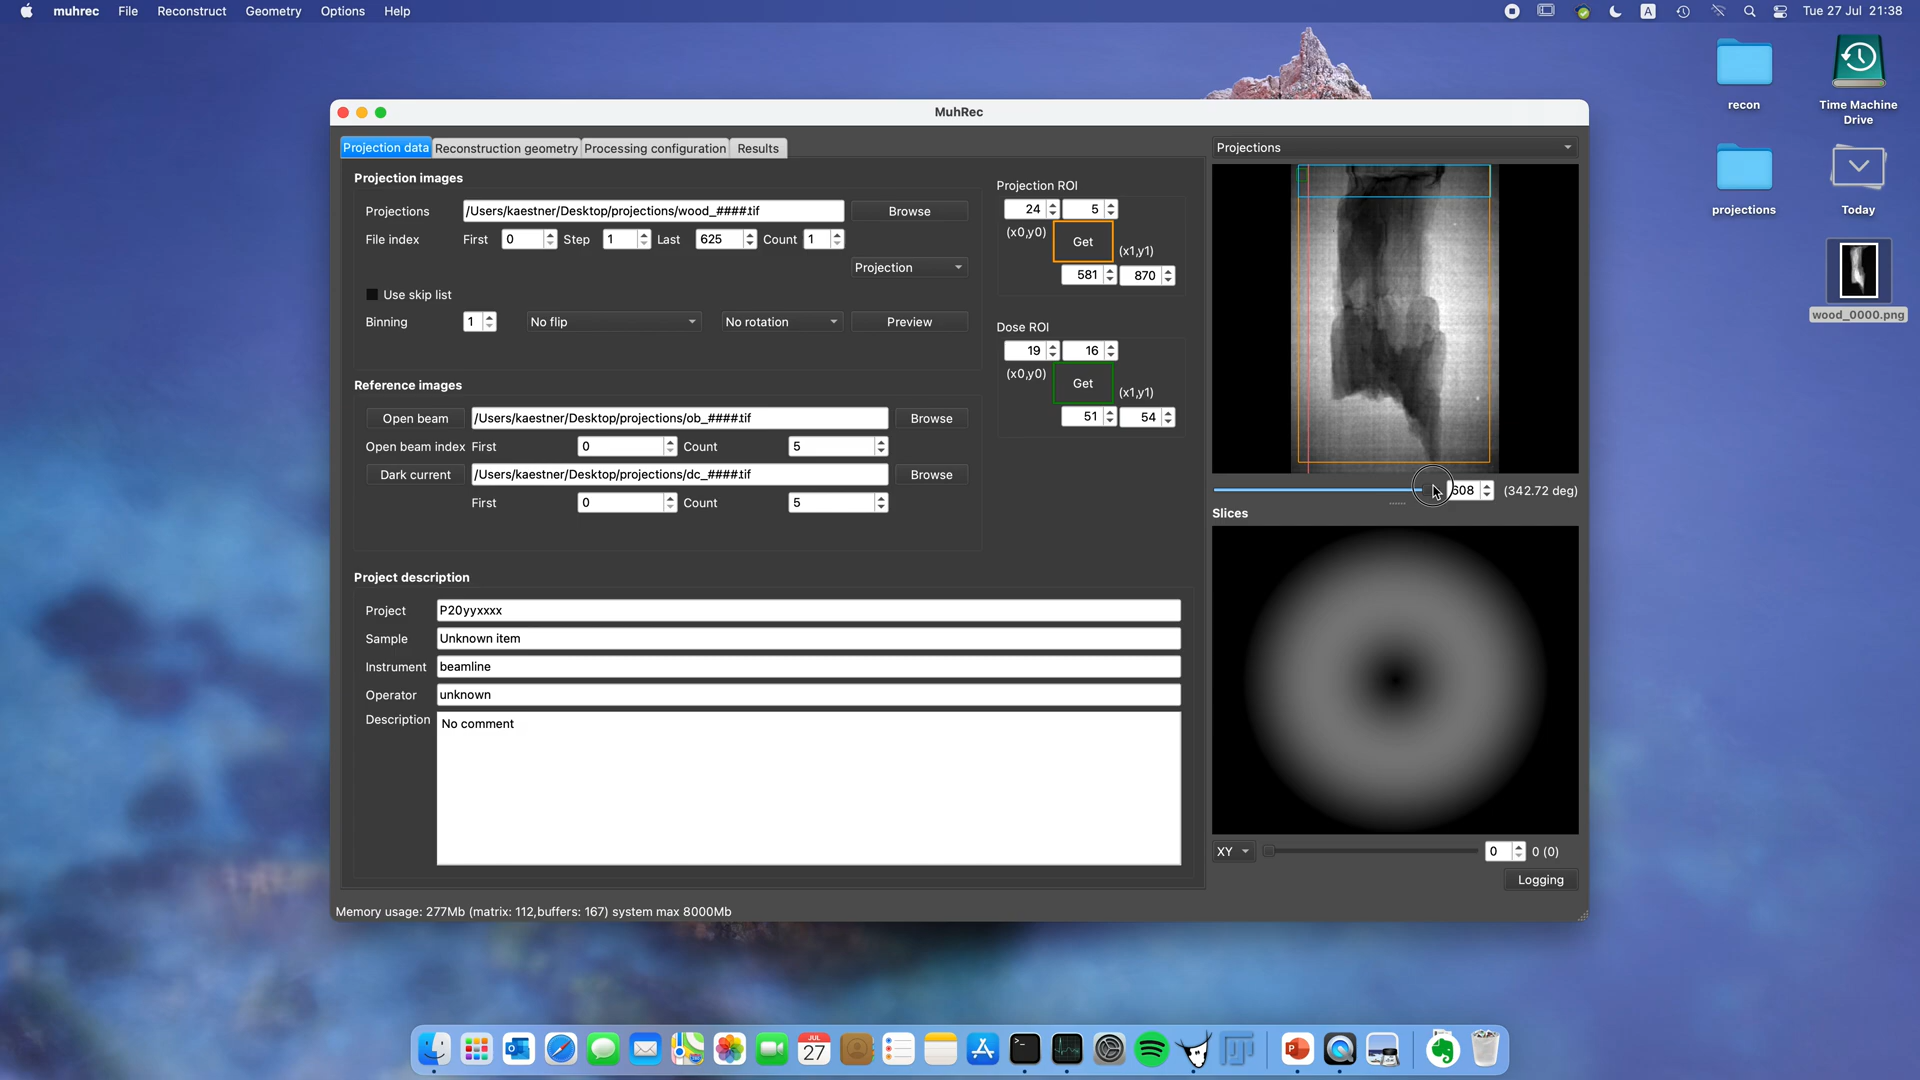 muhrec File Reconstruct Geometry Options Help
A Tue 27 Jul 21:38
recon
Time Machine Drive
projections
Today
wood_0000.png
MuhRec
Projection data Reconstruction geometry Processing configuration Results
Projection images
Projections /Users/kaestner/Desktop/projections/wood_####.tif Browse
File index First 0 Step 1 Last 625 Count 1
Projection
Use skip list
Binning 1 No flip No rotation Preview
Projection ROI
24 5
(x0,y0) Get (x1,y1)
581 870
Dose ROI
19 16
(x0,y0) Get (x1,y1)
51 54
Reference images
Open beam /Users/kaestner/Desktop/projections/ob_####.tif Browse
Open beam index First 0 Count 5
Dark current /Users/kaestner/Desktop/projections/dc_####.tif Browse
First 0 Count 5
Project description
Project P20yyxxxx
Sample Unknown item
Instrument beamline
Operator unknown
Description No comment
Projections
608 (342.72 deg)
Slices
XY 0 0 (0)
Logging
Memory usage: 277Mb (matrix: 112,buffers: 167) system max 8000Mb
JUL
27